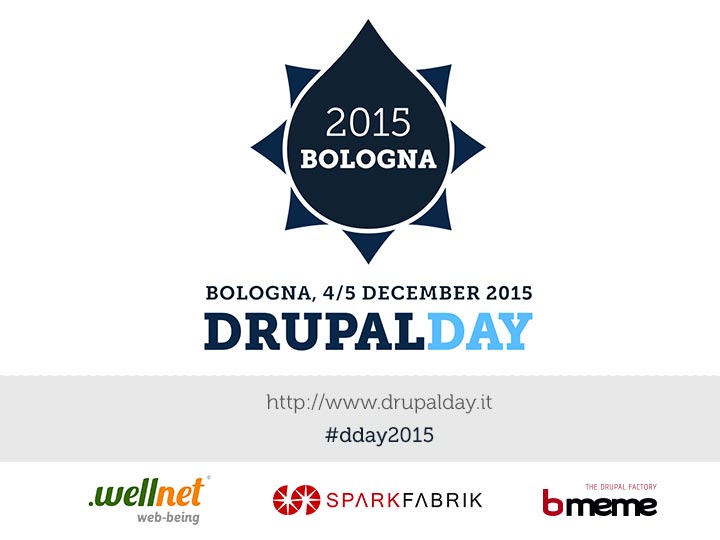 2015
BOLOGNA
BOLOGNA, 4/5 DECEMBER 2015
DRUPALDAY
http://www.drupalday.it
#dday2015
.wellnet®
web-being
SPARKFABRIK
THE DRUPAL FACTORY
bmeme